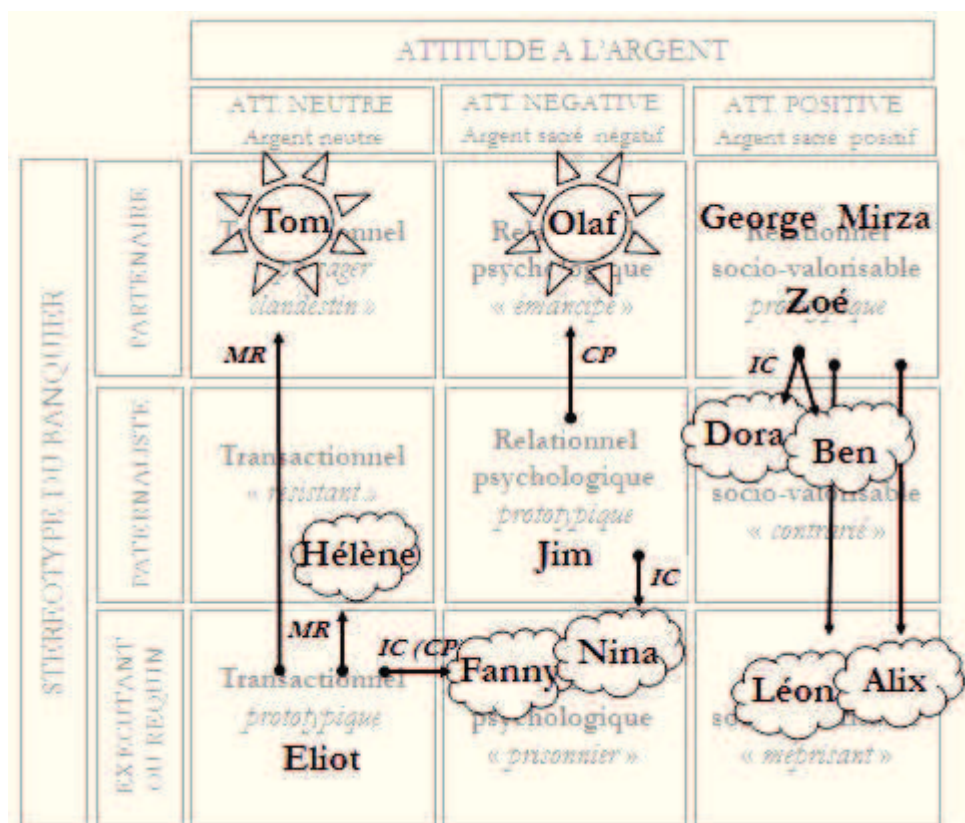 ATTITUDE A L'ARGENT
ATT. NEUTRE
Argent neutre
ATT. NEGATIVE
Argent sacré négatif
ATT. POSITIVE
Argent sacré positif
STEREOTYPE DU BANQUIER
PARTENAIRE
Tom
clandestin »
Olaf
psychologique
« émancipé »
George Mirza
Relationnel
socio-valorisable
Zoé
prototypique
MR
CP
IC
PATERNALISTE
Transactionnel
« résistant »
Hélène
Relationnel
psychologique
prototypique
Jim
IC
Dora
Ben
socio-valorisable
« contrarié »
EXECUTANT
OU REQUIN
MR
IC (CP
Transactionnel
prototypique
Eliot
Fanny
Nina
psychologique
« prisonnier »
Léon
Alix
« méprisant »